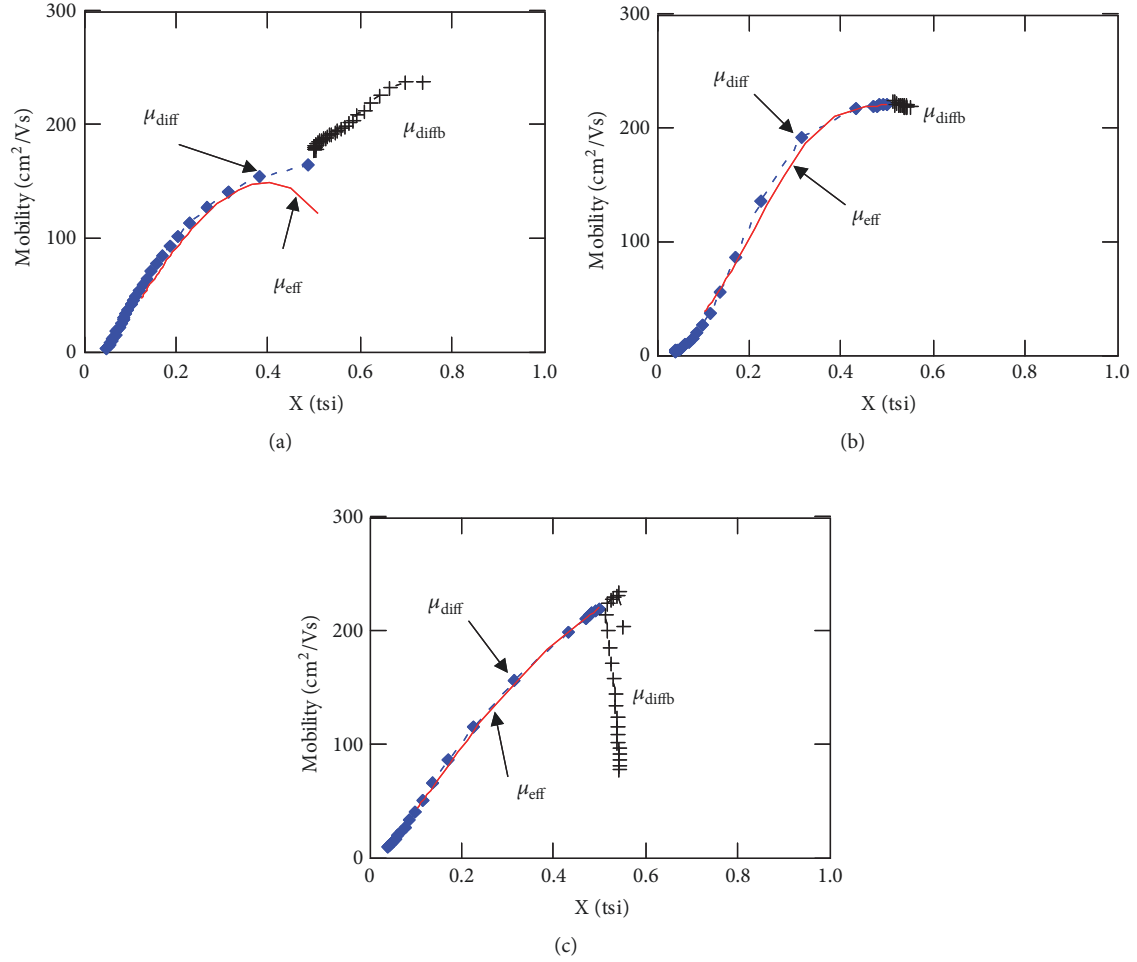 300
200
100
0
Mobility (cm²/Vs)
μdiff
μdiffb
μeff
0 0.2 0.4 0.6 0.8 1.0
X (tsi)
(a)
300
200
100
0
Mobility (cm²/Vs)
μdiff
μdiffb
μeff
0 0.2 0.4 0.6 0.8 1.0
X (tsi)
(b)
300
200
100
0
Mobility (cm²/Vs)
μdiff
μdiffb
μeff
0 0.2 0.4 0.6 0.8 1.0
X (tsi)
(c)